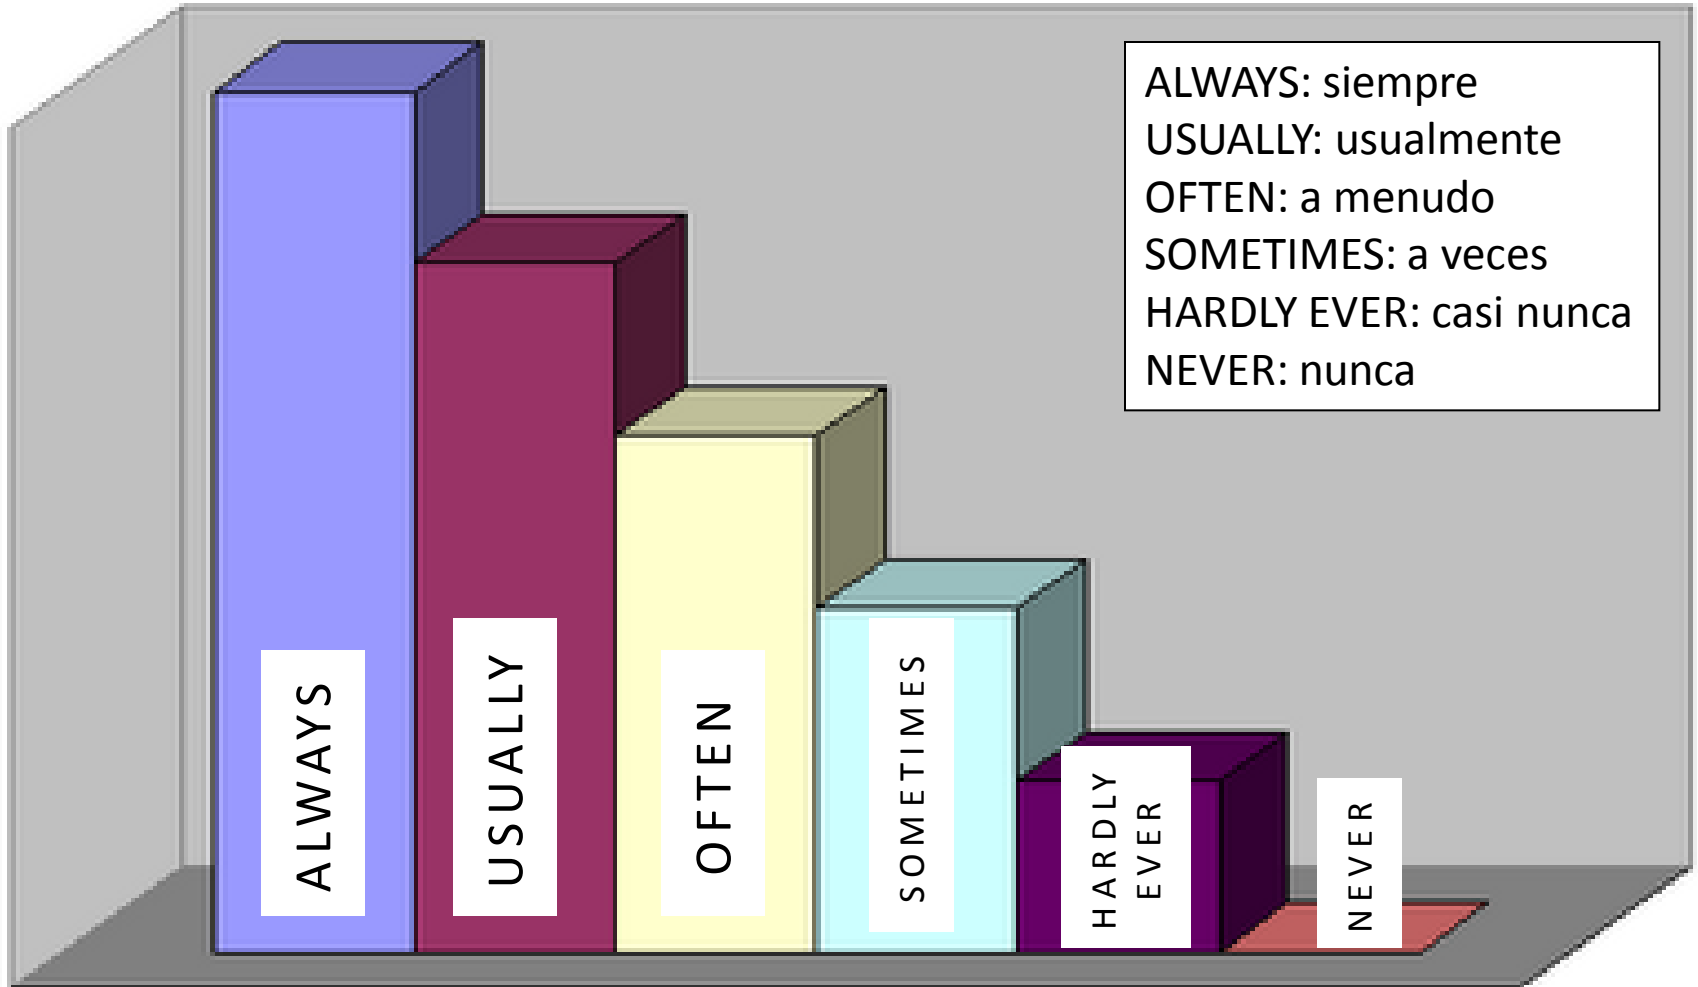 ALWAYS: siempre
USUALLY: usualmente
OFTEN: a menudo
SOMETIMES: a veces
HARDLY EVER: casi nunca
NEVER: nunca
ALWAYS
USUALLY
OFTEN
SOMETIMES
HARDLY
EVER
NEVER